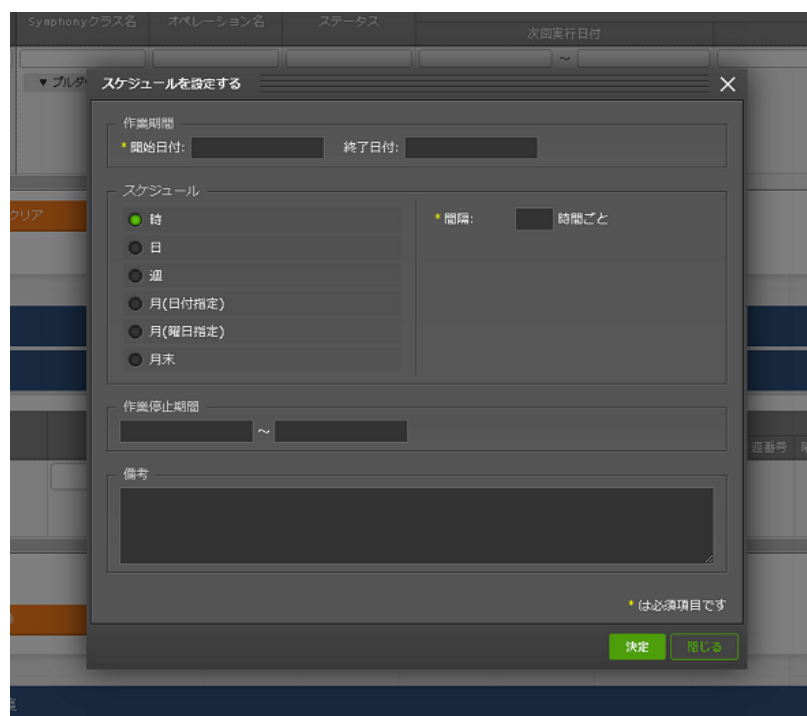 Symphonyクラス名 オペレーション名 ステータス
次回実行日付
～
▼ プルダ
スケジュールを設定する ×
作業期間
* 開始日付: 終了日付:
スケジュール
クリア
時 * 間隔: 時間ごと
日
週
月(日付指定)
月(曜日指定)
月末
作業停止期間
～
週番号
備考
* は必須項目です
決定 閉じる